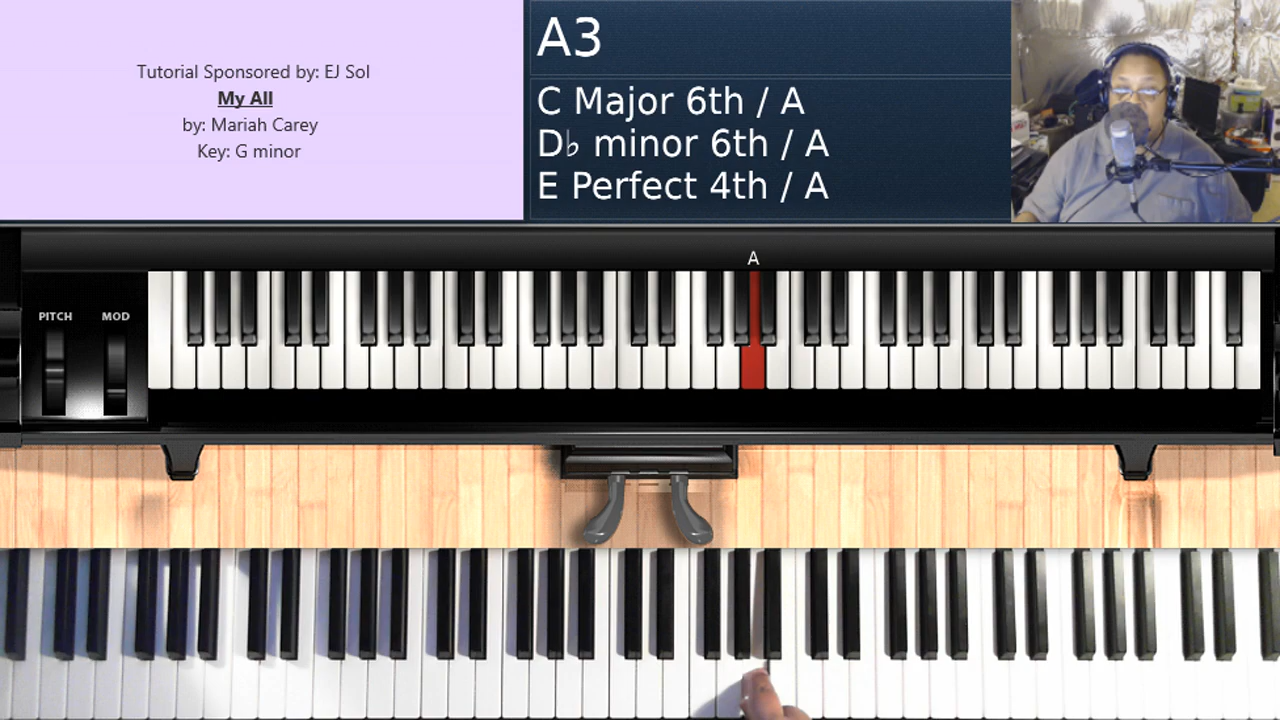 Tutorial Sponsored by: EJ Sol
My All
by: Mariah Carey
Key: G minor
A3
C Major 6th / A
D♭ minor 6th / A
E Perfect 4th / A
A
PITCH
MOD